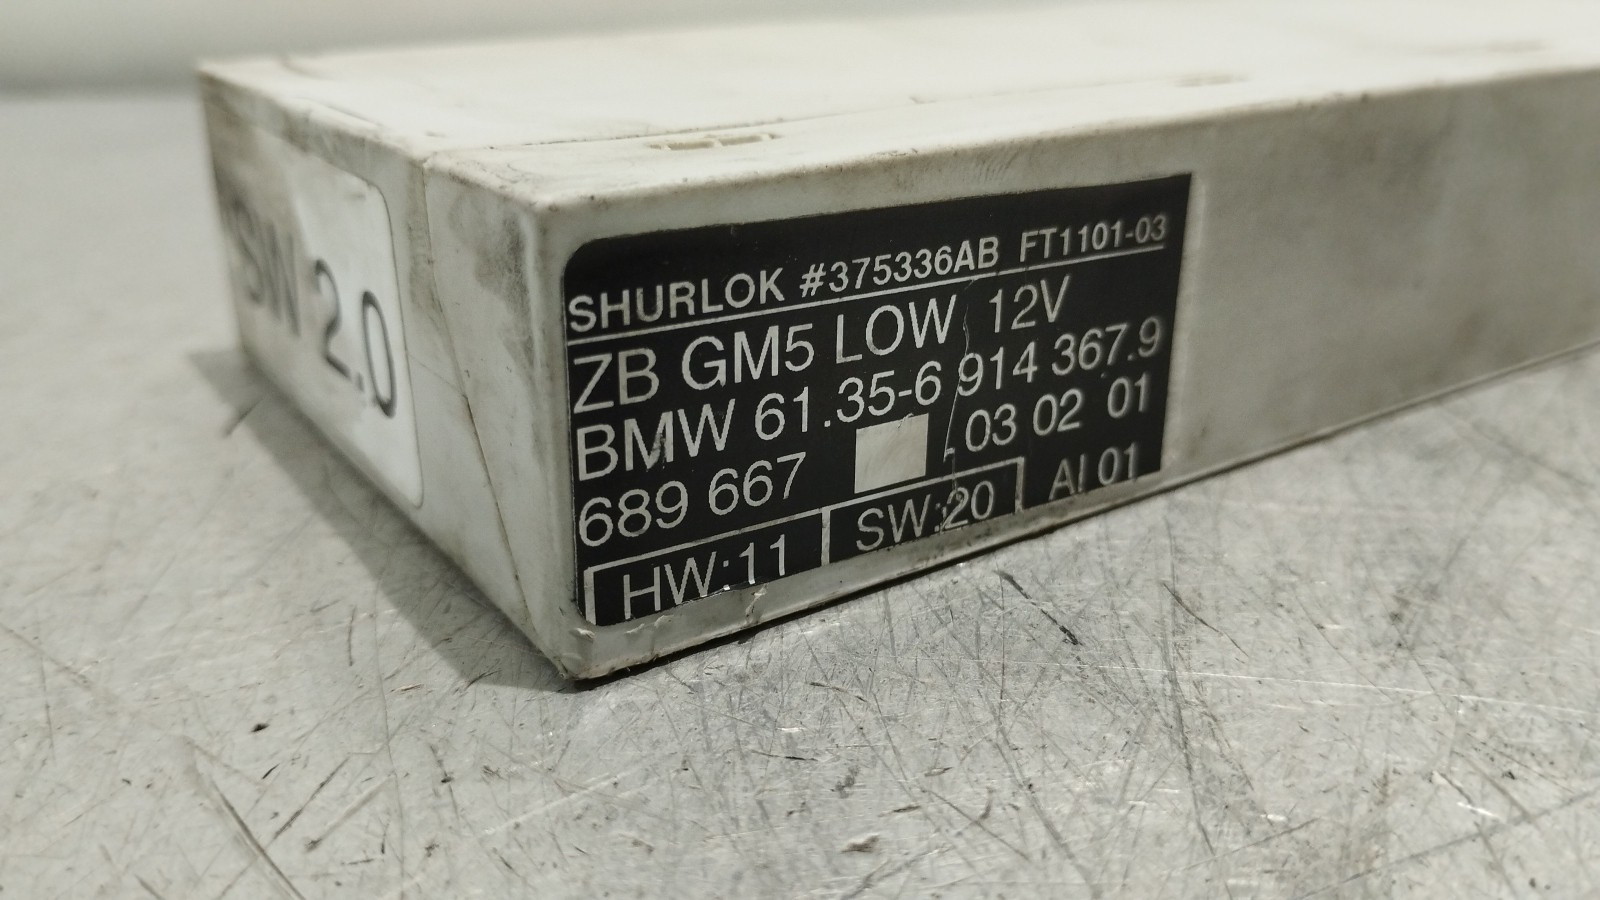 SW 2.0
SHURLOK #375336AB FT1101-03
ZB GM5 LOW 12V
BMW 61.35-6 914 367.9
689 667 .03 02 01
HW:11 SW:20 AI 01